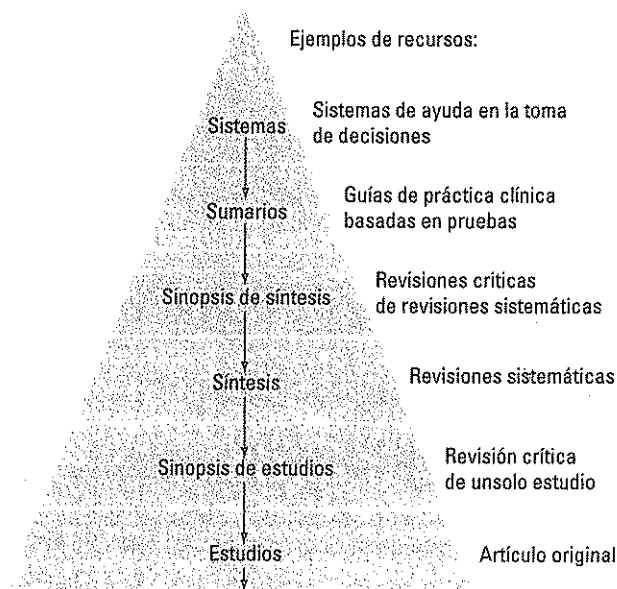 Ejemplos de recursos:
Sistemas
Sistemas de ayuda en la toma
de decisiones
Sumarios
Guías de práctica clínica
basadas en pruebas
Sinopsis de síntesis
Revisiones críticas
de revisiones sistemáticas
Síntesis
Revisiones sistemáticas
Sinopsis de estudios
Revisión crítica
de unsolo estudio
Estudios
Artículo original